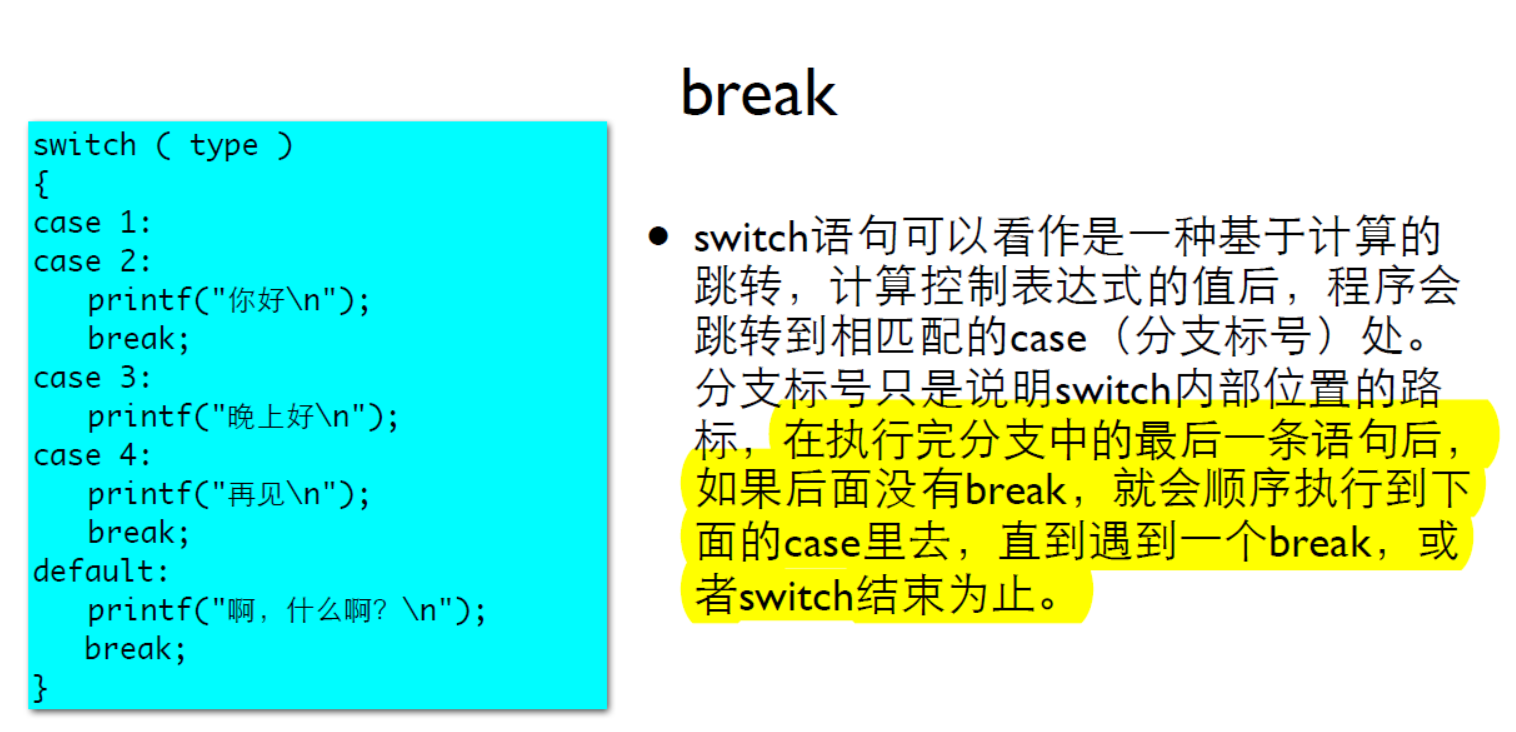 break
switch ( type )
{
case 1:
case 2:
   printf("你好\n");
   break;
case 3:
   printf("晚上好\n");
case 4:
   printf("再见\n");
   break;
default:
   printf("啊，什么啊？\n");
   break;
}
• switch语句可以看作是一种基于计算的
跳转，计算控制表达式的值后，程序会
跳转到相匹配的case（分支标号）处。
分支标号只是说明switch内部位置的路
标，在执行完分支中的最后一条语句后，
如果后面没有break，就会顺序执行到下
面的case里去，直到遇到一个break，或
者switch结束为止。